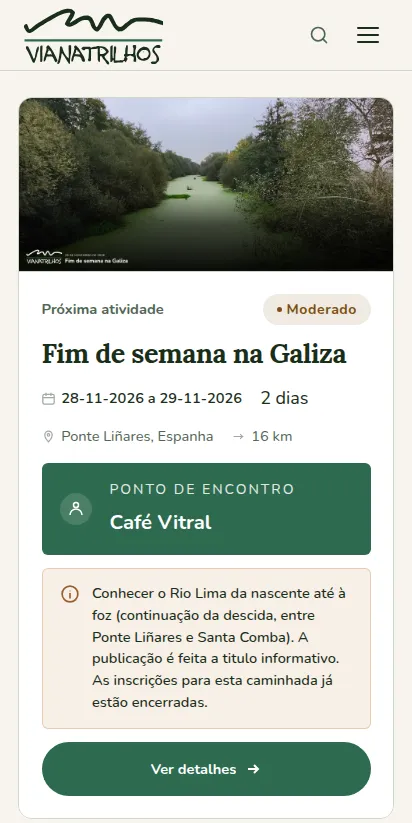 VIANATRILHOS
VIANATRILHOS
Fim de semana na Galiza
Próxima atividade
Moderado
Fim de semana na Galiza
28-11-2026 a 29-11-2026 2 dias
Ponte Liñares, Espanha → 16 km
PONTO DE ENCONTRO
Café Vitral
Conhecer o Rio Lima da nascente até à
foz (continuação da descida, entre
Ponte Liñares e Santa Comba). A
publicação é feita a titulo informativo.
As inscrições para esta caminhada já
estão encerradas.
Ver detalhes →